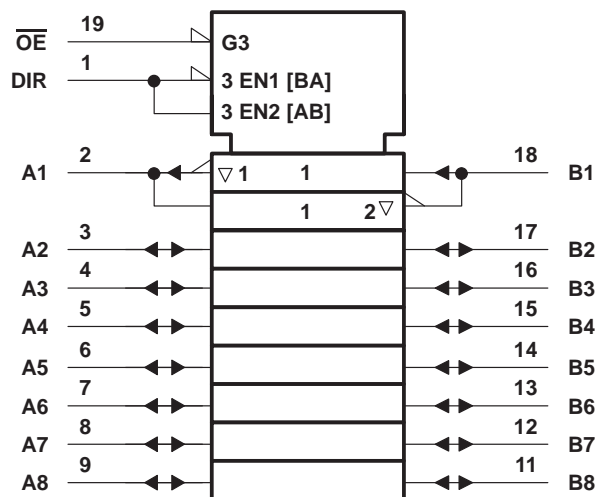 19
OE
G3
1
DIR
3 EN1 [BA]
3 EN2 [AB]
2
A1
▽ 1 1
18
B1
1 2 ▽
3
A2
17
B2
4
A3
16
B3
5
A4
15
B4
6
A5
14
B5
7
A6
13
B6
8
A7
12
B7
9
A8
11
B8